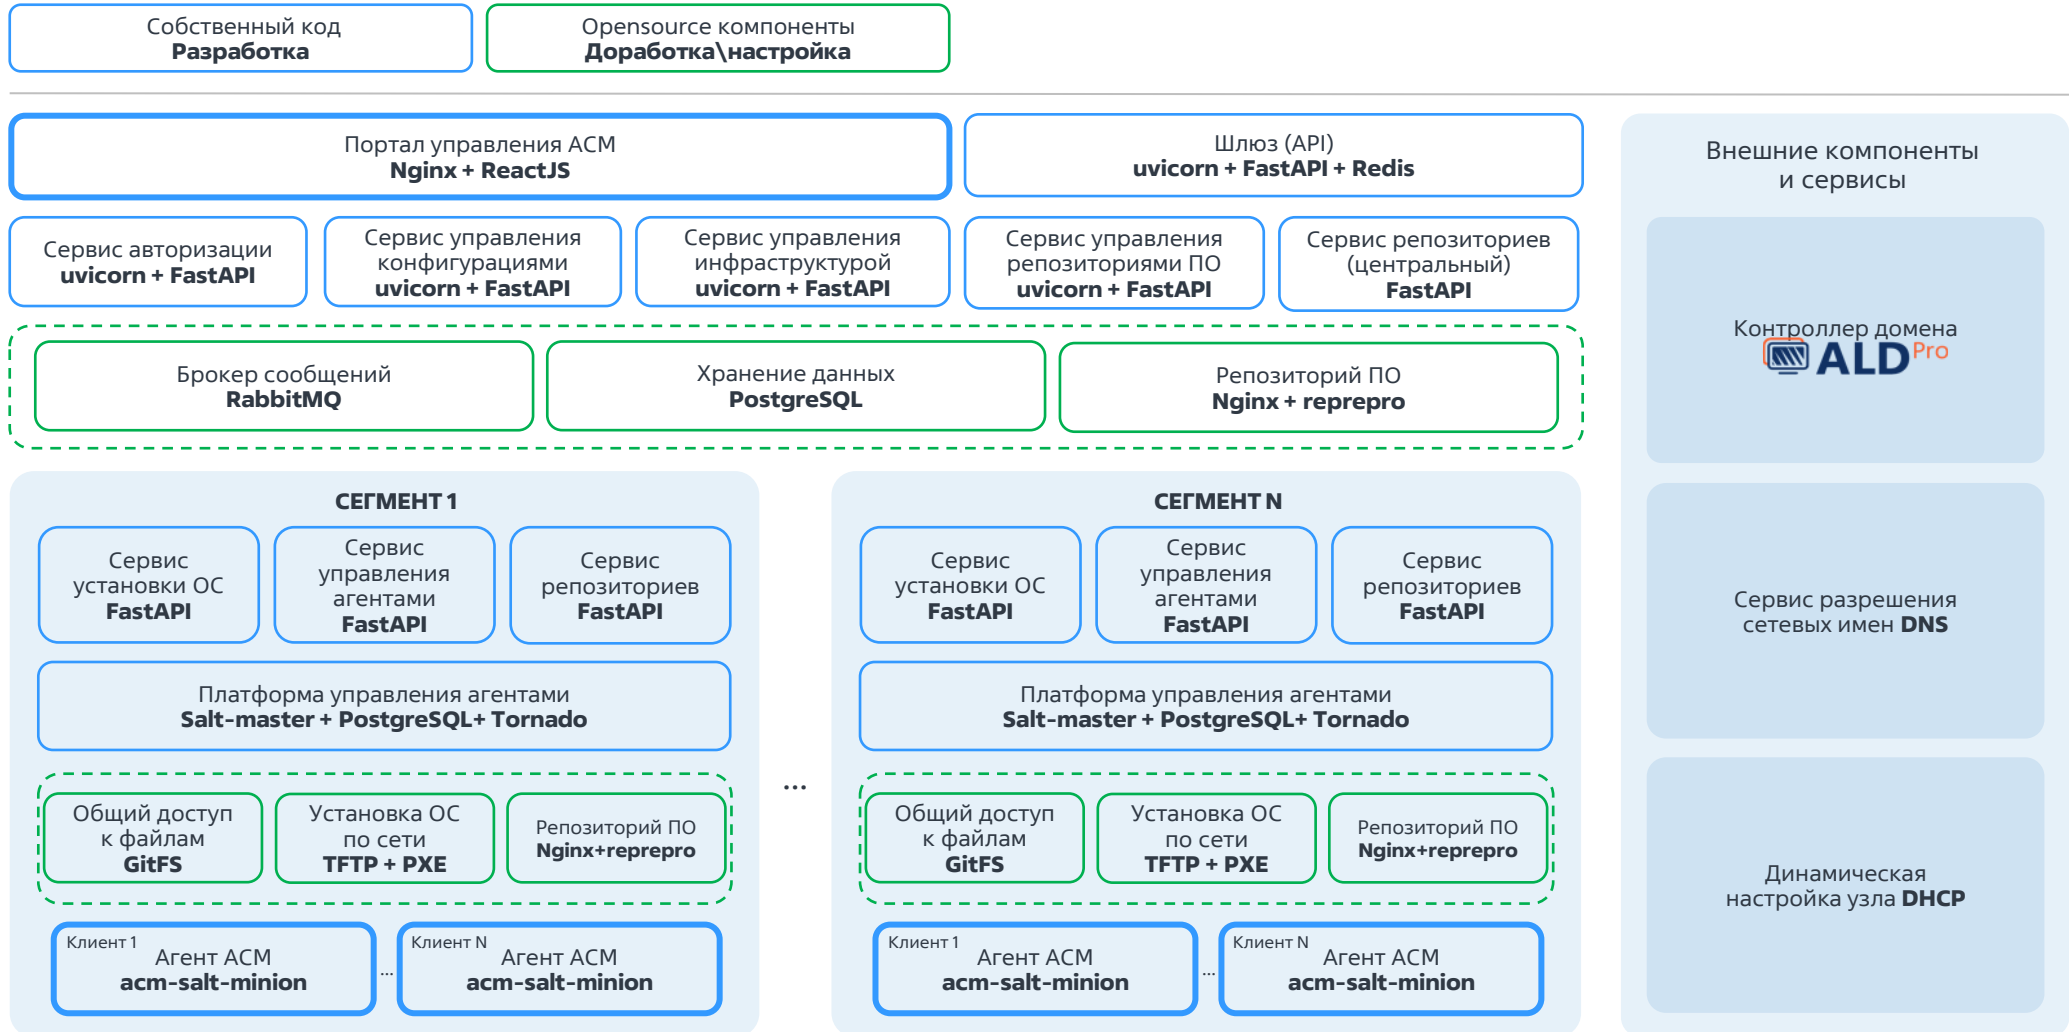 Собственный код
Разработка
Opensource компоненты
Доработка\настройка
Портал управления ACM
Nginx + ReactJS
Шлюз (API)
uvicorn + FastAPI + Redis
Сервис авторизации
uvicorn + FastAPI
Сервис управления
конфигурациями
uvicorn + FastAPI
Сервис управления
инфраструктурой
uvicorn + FastAPI
Сервис управления
репозиториями ПО
uvicorn + FastAPI
Сервис репозиториев
(центральный)
FastAPI
Брокер сообщений
RabbitMQ
Хранение данных
PostgreSQL
Репозиторий ПО
Nginx + reprepro
СЕГМЕНТ 1
Сервис
установки ОС
FastAPI
Сервис
управления
агентами
FastAPI
Сервис
репозиториев
FastAPI
Платформа управления агентами
Salt-master + PostgreSQL+ Tornado
Общий доступ
к файлам
GitFS
Установка ОС
по сети
TFTP + PXE
Репозиторий ПО
Nginx+reprepro
Клиент 1
Агент ACM
acm-salt-minion
...
Клиент N
Агент ACM
acm-salt-minion
...
СЕГМЕНТ N
Сервис
установки ОС
FastAPI
Сервис
управления
агентами
FastAPI
Сервис
репозиториев
FastAPI
Платформа управления агентами
Salt-master + PostgreSQL+ Tornado
Общий доступ
к файлам
GitFS
Установка ОС
по сети
TFTP + PXE
Репозиторий ПО
Nginx+reprepro
Клиент 1
Агент ACM
acm-salt-minion
...
Клиент N
Агент ACM
acm-salt-minion
Внешние компоненты
и сервисы
Контроллер домена
ALD Pro
Сервис разрешения
сетевых имен DNS
Динамическая
настройка узла DHCP